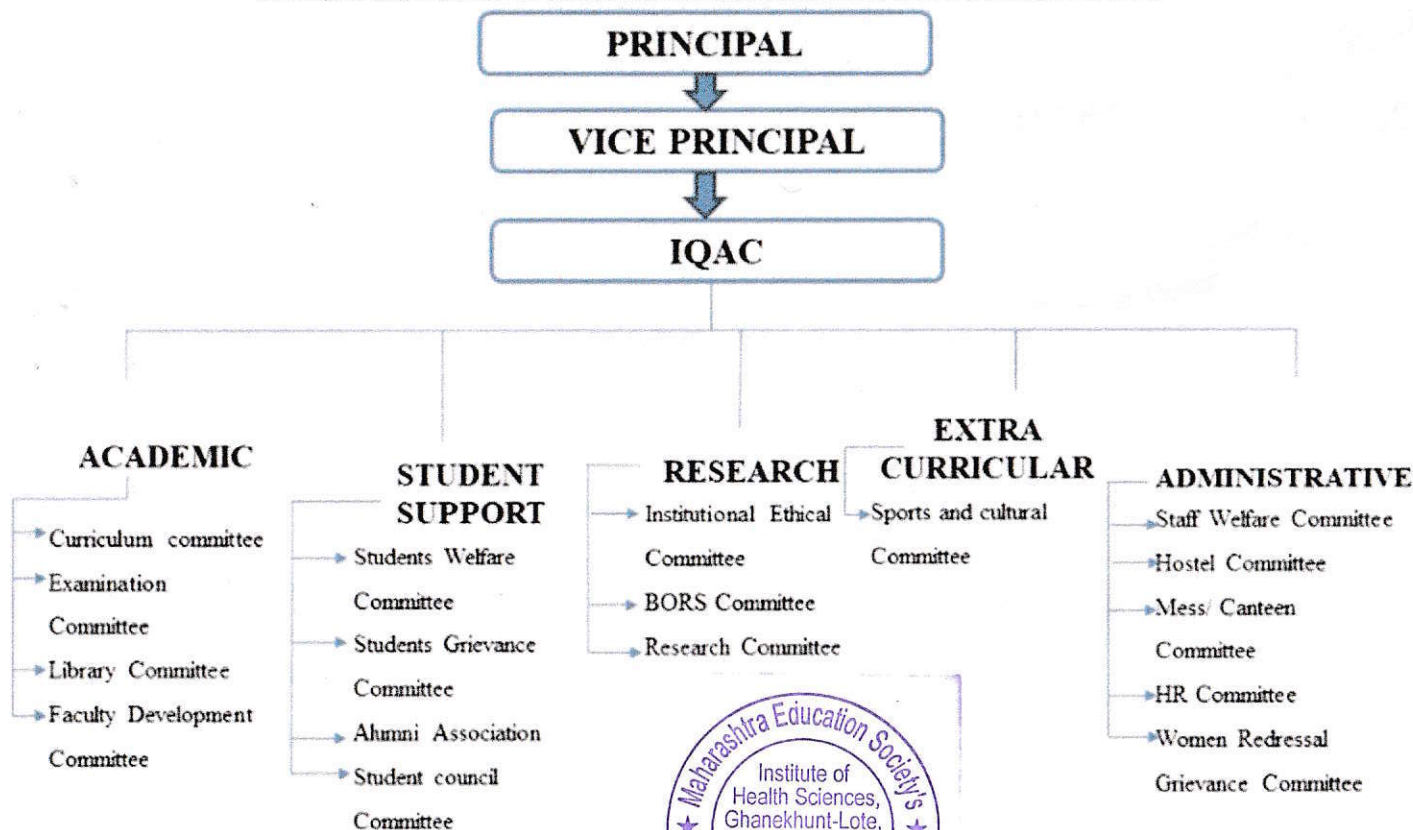 PRINCIPAL
VICE PRINCIPAL
IQAC
ACADEMIC
Curriculum committee
Examination
Committee
Library Committee
Faculty Development
Committee
STUDENT
SUPPORT
Students Welfare
Committee
Students Grievance
Committee
Alumni Association
Student council
Committee
RESEARCH
Institutional Ethical
Committee
BORS Committee
Research Committee
EXTRA
CURRICULAR
Sports and cultural
Committee
ADMINISTRATIVE
Staff Welfare Committee
Hostel Committee
Mess/ Canteen
Committee
HR Committee
Women Redressal
Grievance Committee
Maharashtra Education Society's
Institute of
Health Sciences,
Ghanekhunt-Lote,